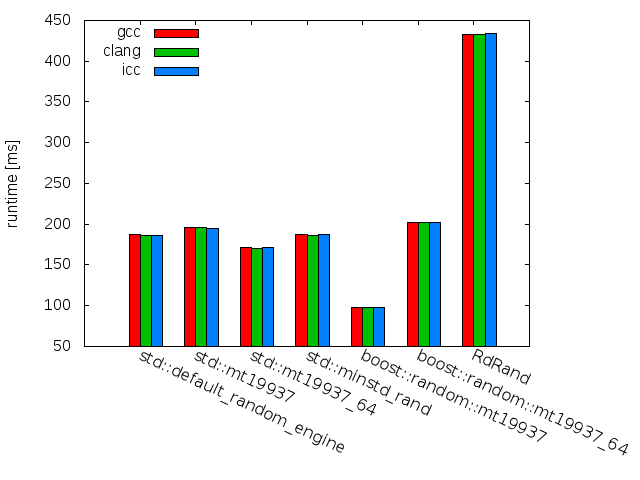 450
400
350
300
250
200
150
100
50
runtime [ms]
gcc
clang
icc
std::default_random_engine
std::mt19937
std::mt19937_64
std::minstd_rand
boost::random::mt19937
boost::random::mt19937_64
RdRand